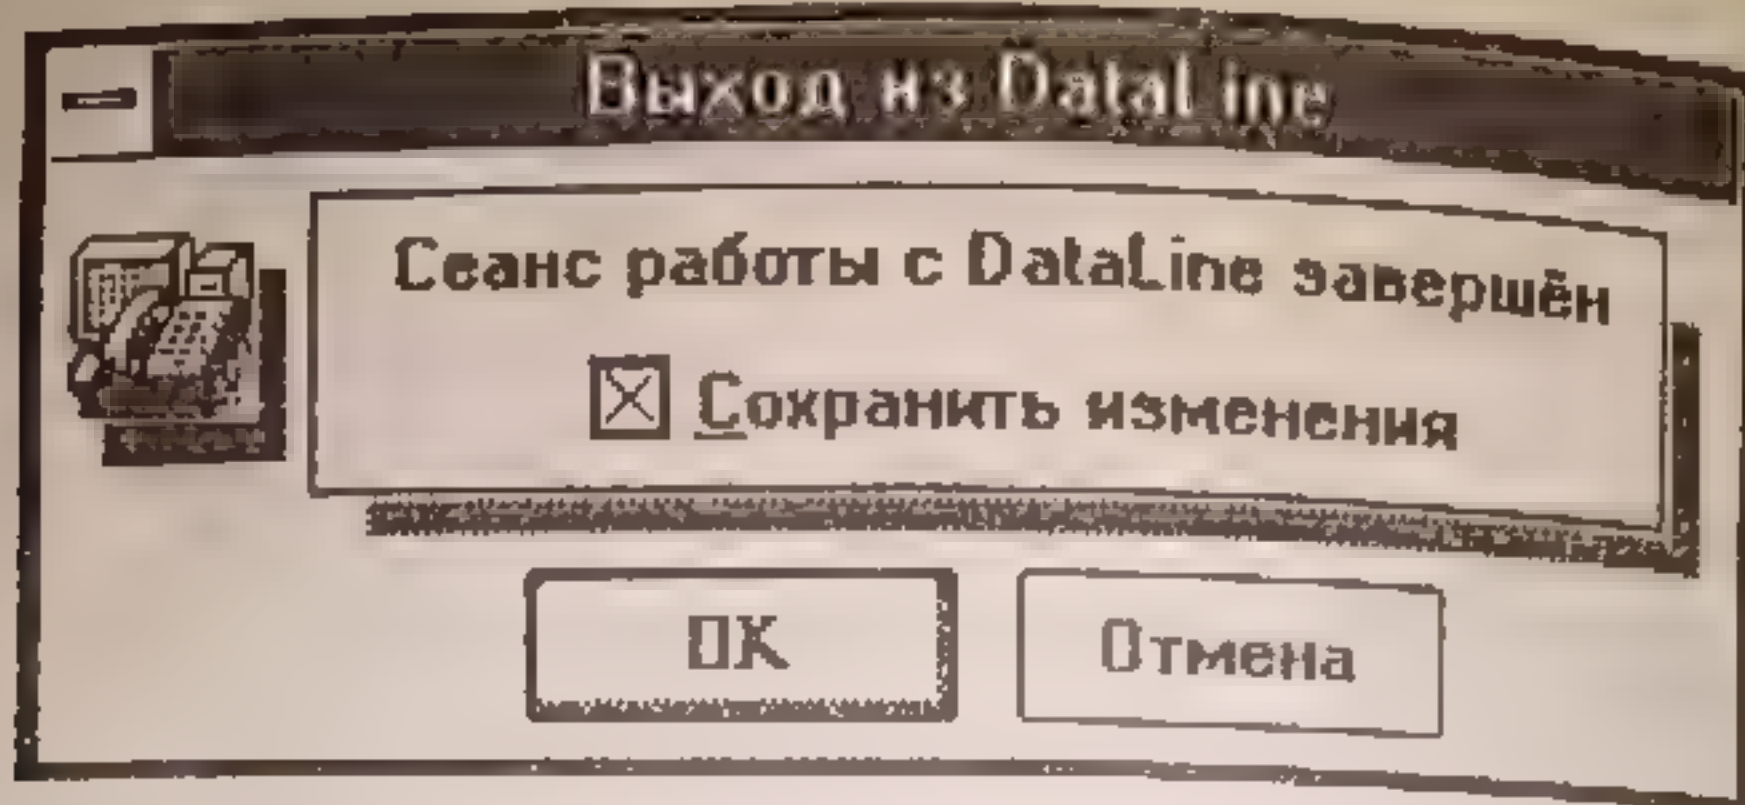 Выход из DataLine
Сеанс работы с DataLine завершён
Сохранить изменения
OK
Отмена